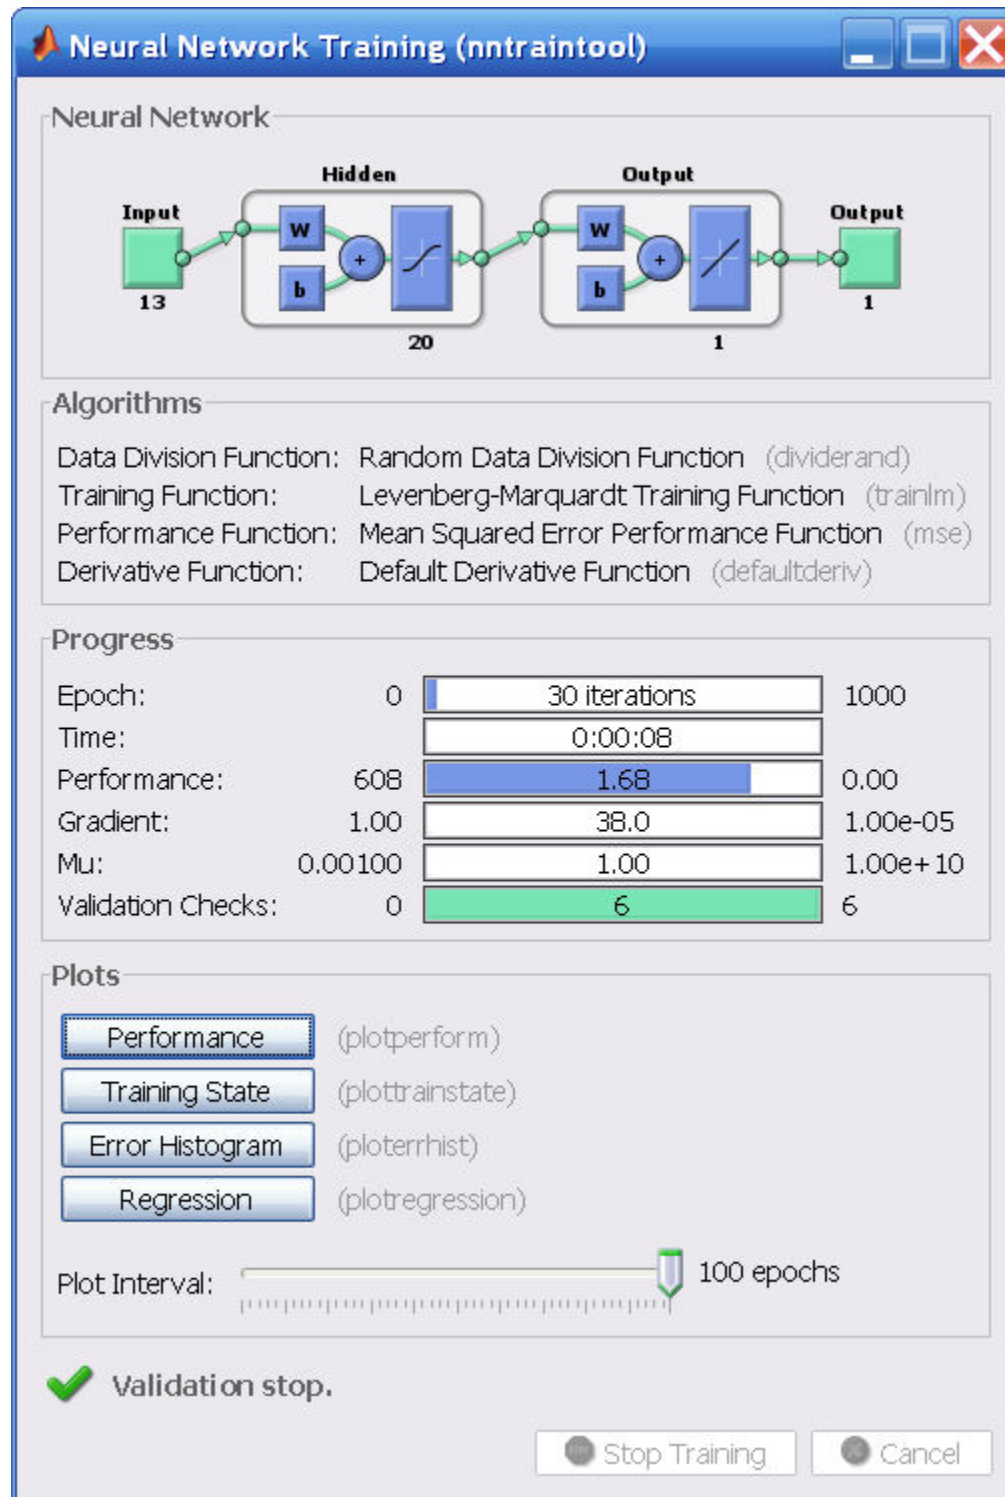 Neural Network Training (nntraintool)
Neural Network
Hidden
Output
Input
Output
W
b
+
W
b
+
13
20
1
1
Algorithms
Data Division Function: Random Data Division Function (dividerand)
Training Function: Levenberg-Marquardt Training Function (trainlm)
Performance Function: Mean Squared Error Performance Function (mse)
Derivative Function: Default Derivative Function (defaultderiv)
Progress
Epoch: 0 30 iterations 1000
Time: 0:00:08
Performance: 608 1.68 0.00
Gradient: 1.00 38.0 1.00e-05
Mu: 0.00100 1.00 1.00e+10
Validation Checks: 0 6 6
Plots
Performance (plotperform)
Training State (plottrainstate)
Error Histogram (ploterrhist)
Regression (plotregression)
Plot Interval: 100 epochs
Validation stop.
Stop Training Cancel